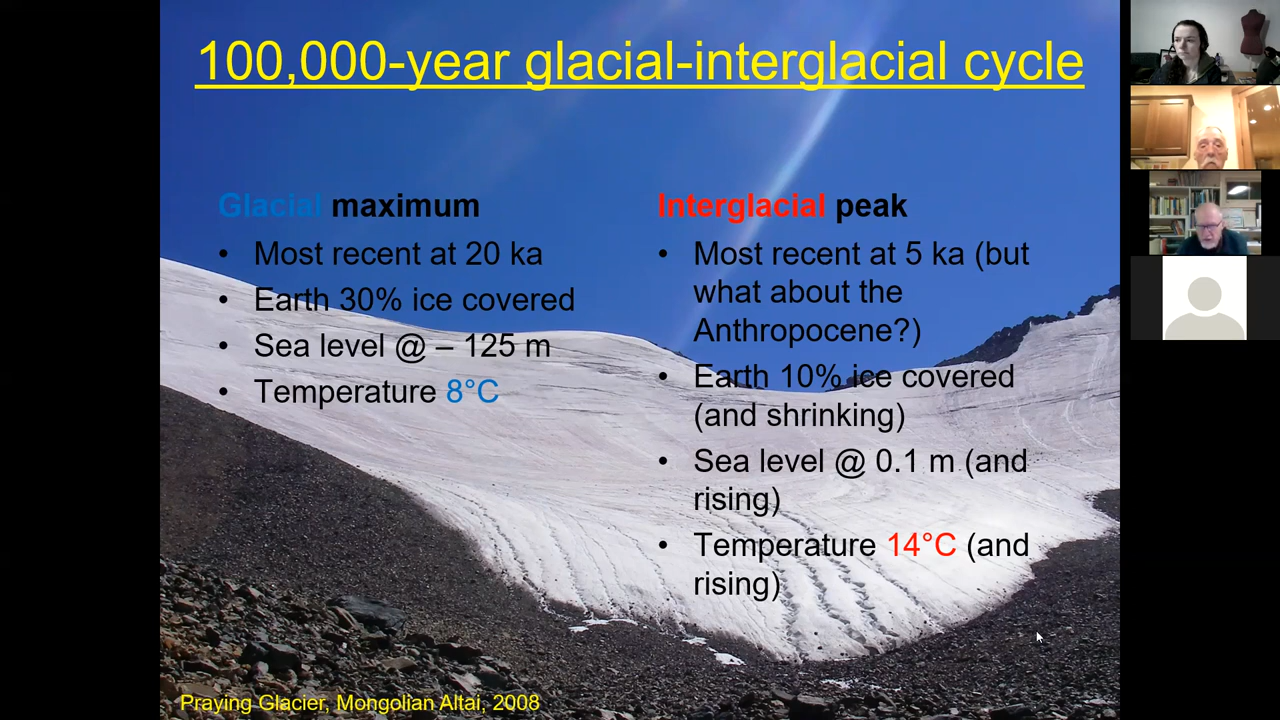 100,000-year glacial-interglacial cycle
Glacial maximum
• Most recent at 20 ka
• Earth 30% ice covered
• Sea level @ – 125 m
• Temperature 8°C
Interglacial peak
• Most recent at 5 ka (but
what about the
Anthropocene?)
• Earth 10% ice covered
(and shrinking)
• Sea level @ 0.1 m (and
rising)
• Temperature 14°C (and
rising)
Praying Glacier, Mongolian Altai, 2008